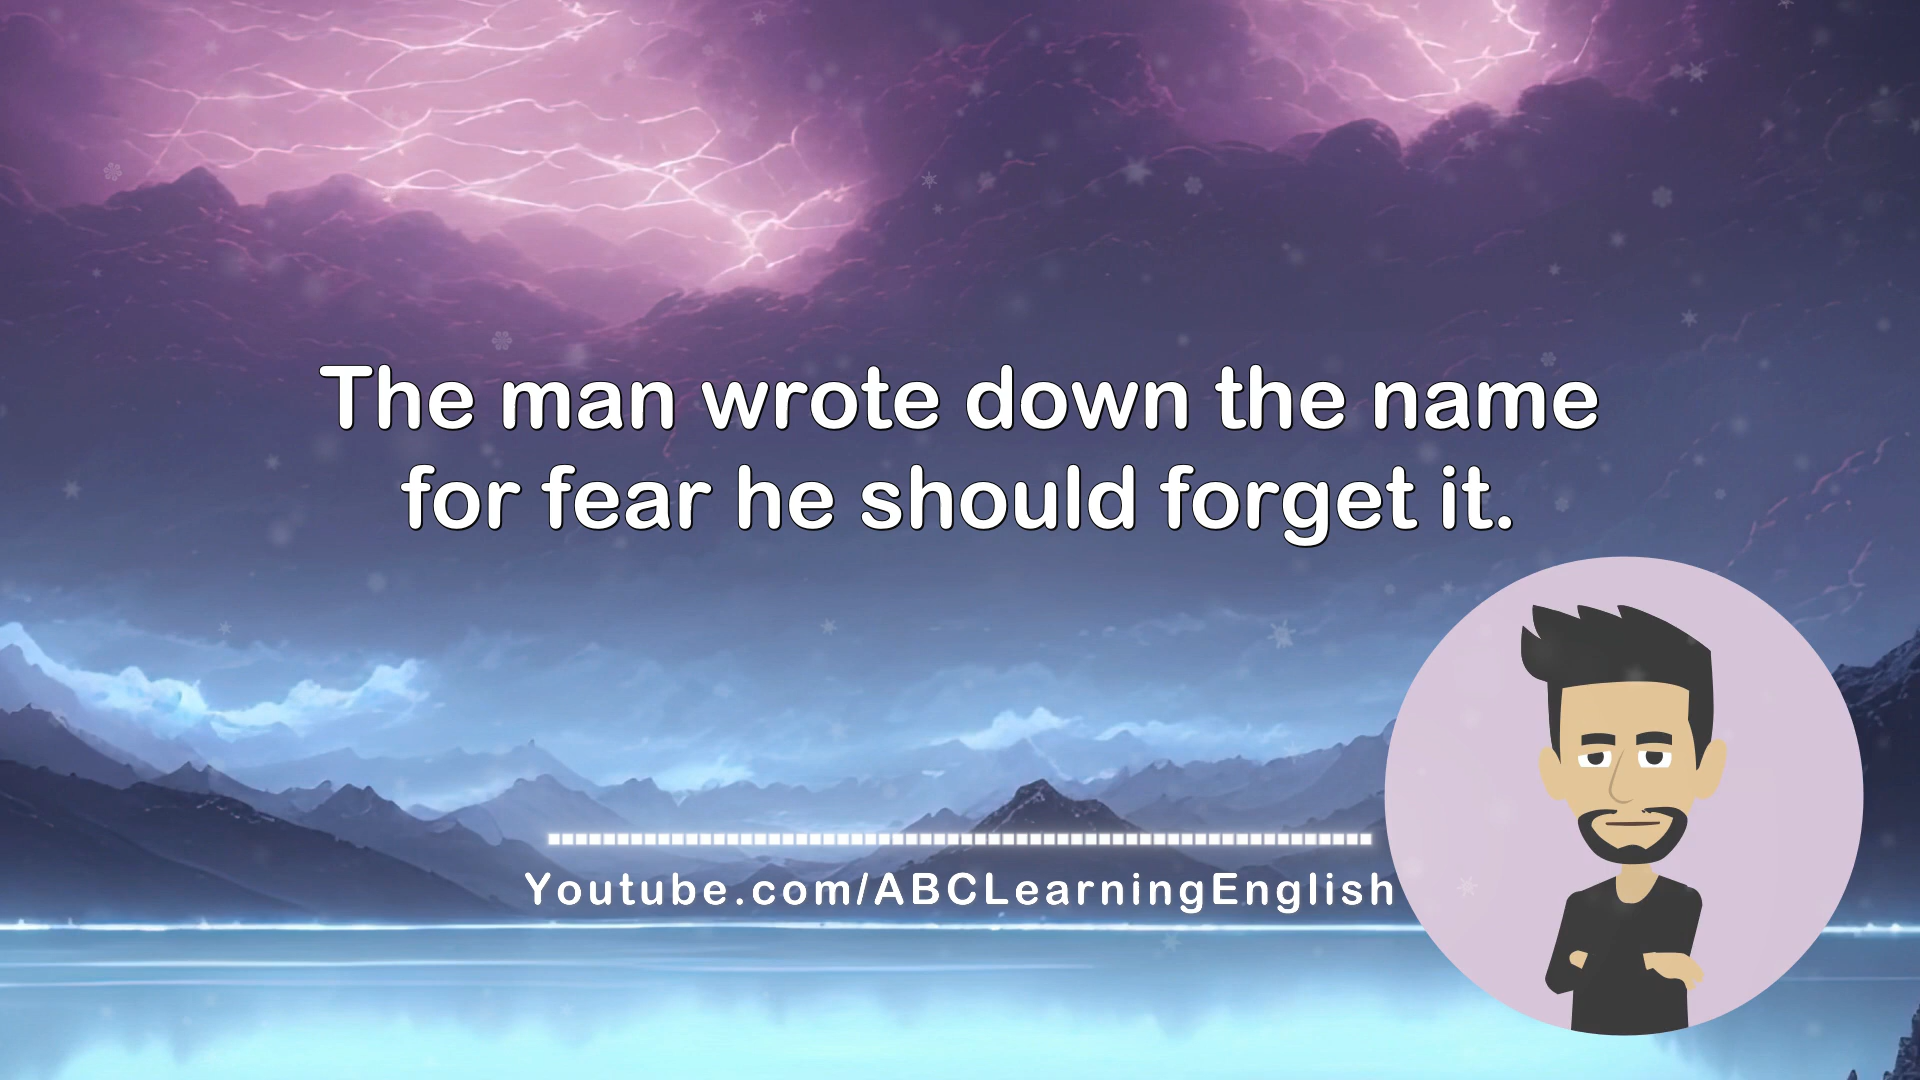 The man wrote down the name
for fear he should forget it.
Youtube.com/ABCLearningEnglish